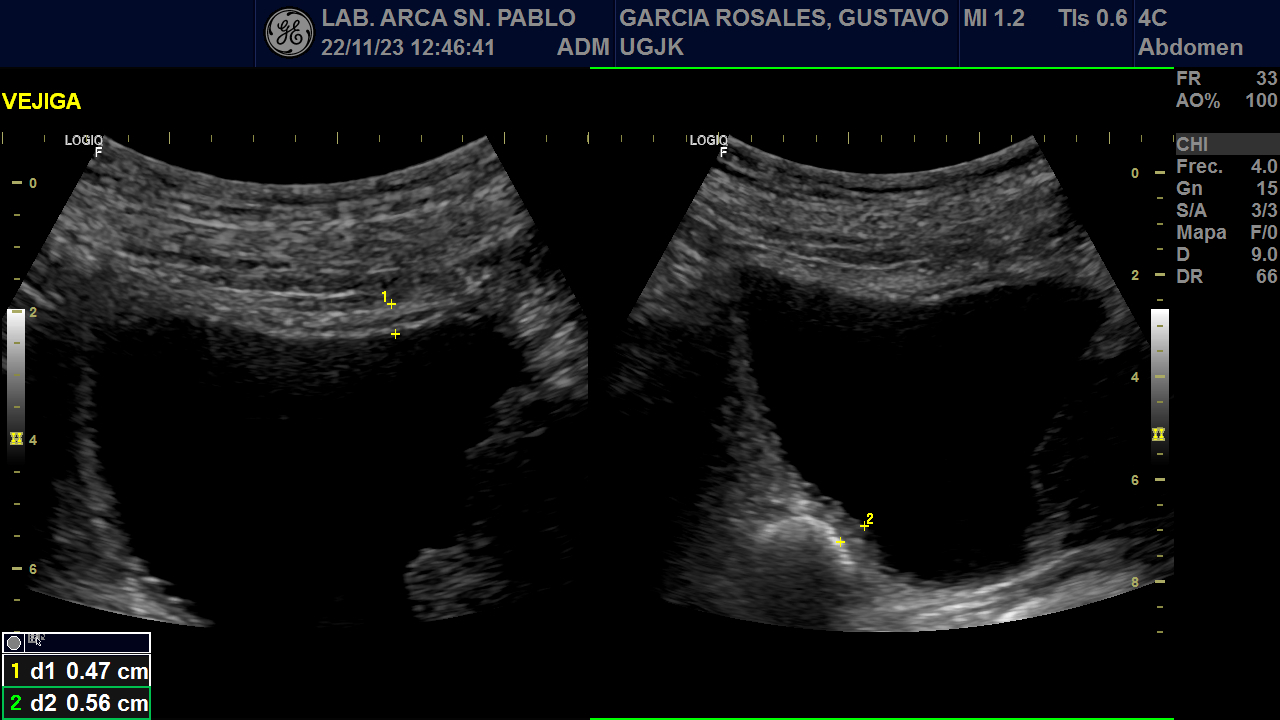 LAB. ARCA SN. PABLO
22/11/23 12:46:41 ADM
GARCIA ROSALES, GUSTAVO
UGJK
MI 1.2 TIs 0.6
4C
Abdomen
VEJIGA
FR 33
AO% 100
CHI
Frec. 4.0
Gn 15
S/A 3/3
Mapa F/0
D 9.0
DR 66
LOGIQ
F
0
2
4
6
1
LOGIQ
F
0
2
4
6
8
2
1 d1 0.47 cm
2 d2 0.56 cm